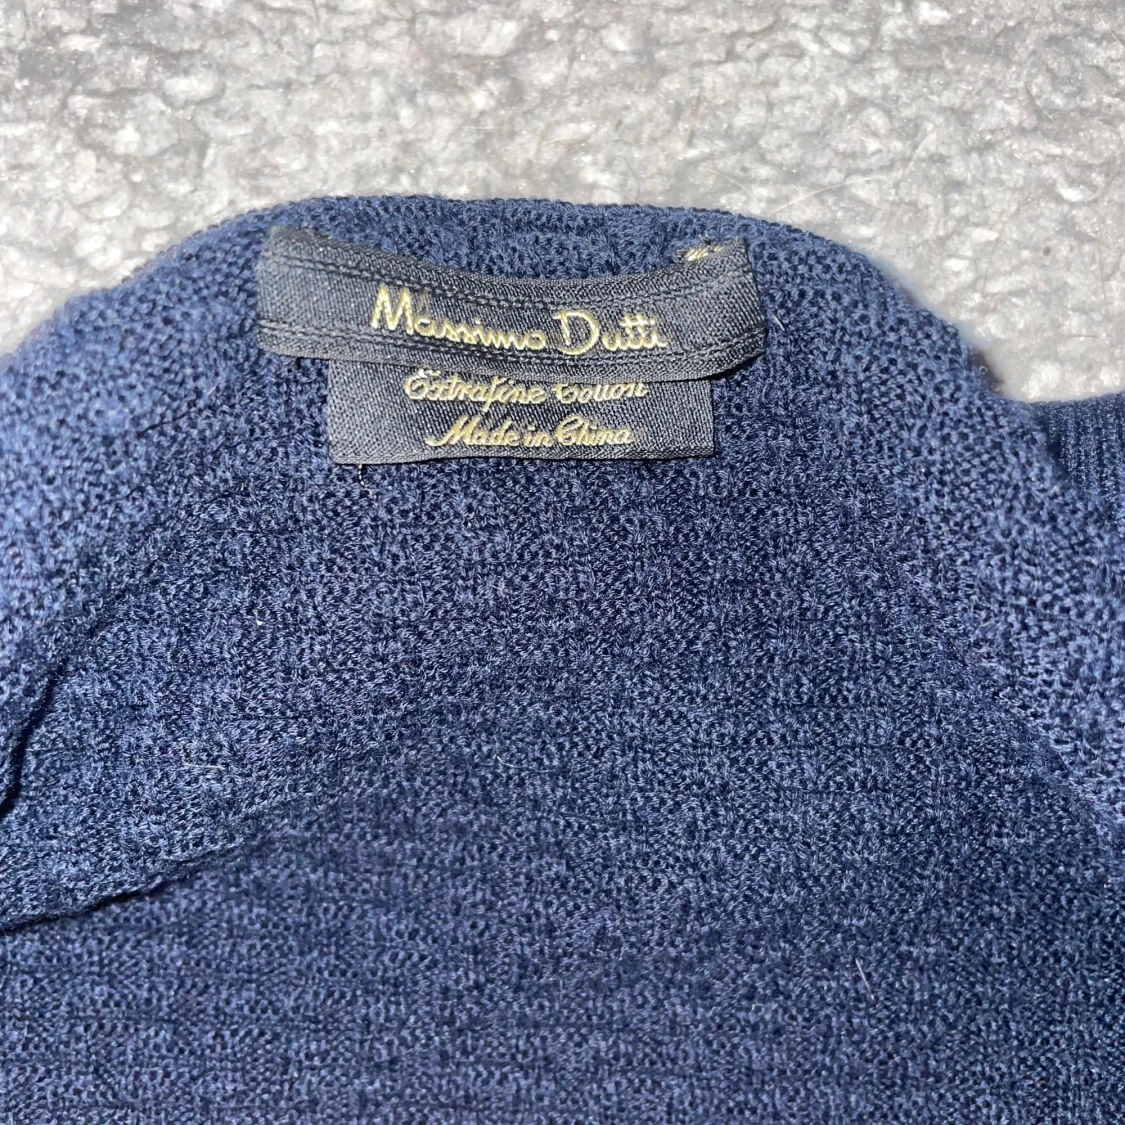 Massimo Dutti
Extrafine Cotton
Made in China